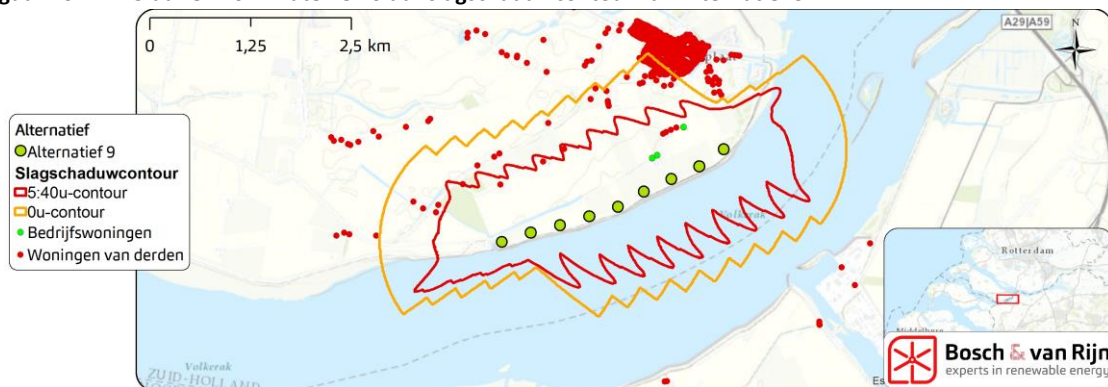 0
1,25
2,5 km
A29|A59
N
Alternatief
Alternatief 9
Slagschaduwcontour
5:40u-contour
0u-contour
Bedrijfswoningen
Woningen van derden
Volkerak
Volkerak
ZUID-HOLLAND
Rotterdam
Middelburg
Bosch & van Rijn
experts in renewable energy